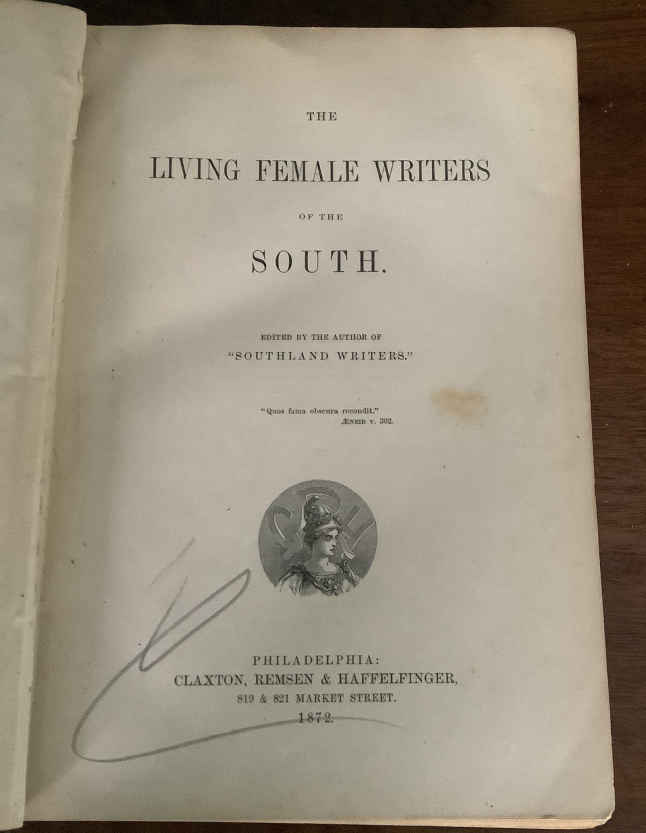 THE
LIVING FEMALE WRITERS
OF THE
SOUTH.
EDITED BY THE AUTHOR OF
"SOUTHLAND WRITERS."
"Quos fama obscura recondit."
ÆNEID v. 302.
PHILADELPHIA:
CLAXTON, REMSEN & HAFFELFINGER,
819 & 821 MARKET STREET.
1872.